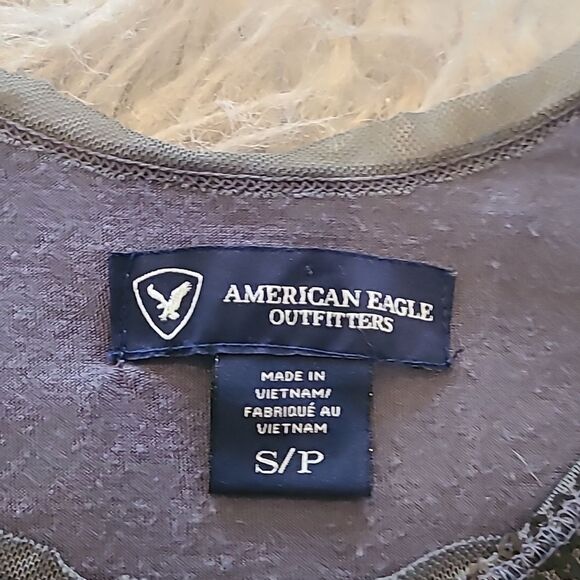 AMERICAN EAGLE
OUTFITTERS
MADE IN
VIETNAM/
FABRIQUÉ AU
VIETNAM
S/P